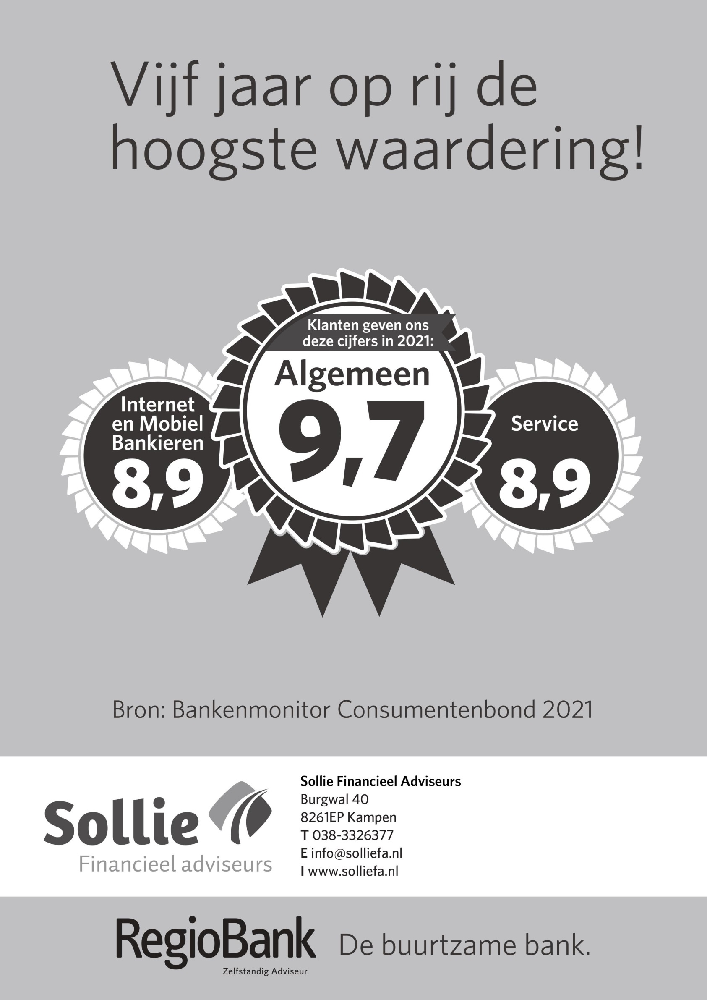 Vijf jaar op rij de
hoogste waardering!
Klanten geven ons
deze cijfers in 2021:
Algemeen
9,7
Internet
en Mobiel
Bankieren
8,9
Service
8,9
Bron: Bankenmonitor Consumentenbond 2021
Sollie
Financieel adviseurs
Sollie Financieel Adviseurs
Burgwal 40
8261EP Kampen
T 038-3326377
E info@solliefa.nl
I www.solliefa.nl
RegioBank
Zelfstandig Adviseur
De buurtzame bank.